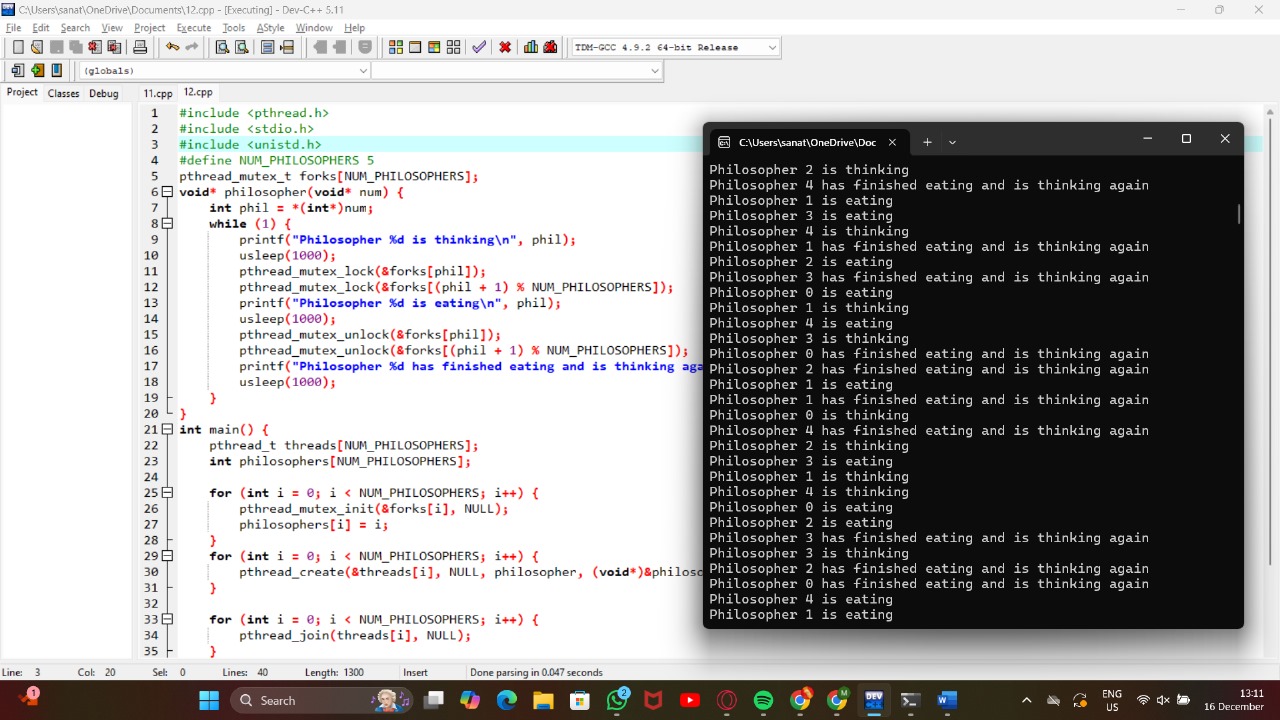 C:\Users\sanat\OneDrive\Documents\12.cpp - [Executing] - Dev-C++ 5.11
File Edit Search View Project Execute Tools AStyle Window Help
TDM-GCC 4.9.2 64-bit Release
(globals)
Project Classes Debug 11.cpp 12.cpp
1 #include <pthread.h>
2 #include <stdio.h>
3 #include <unistd.h>
4 #define NUM_PHILOSOPHERS 5
5 pthread_mutex_t forks[NUM_PHILOSOPHERS];
6 void* philosopher(void* num) {
7 int phil = *(int*)num;
8 while (1) {
9 printf("Philosopher %d is thinking\n", phil);
10 usleep(1000);
11 pthread_mutex_lock(&forks[phil]);
12 pthread_mutex_lock(&forks[(phil + 1) % NUM_PHILOSOPHERS]);
13 printf("Philosopher %d is eating\n", phil);
14 usleep(1000);
15 pthread_mutex_unlock(&forks[phil]);
16 pthread_mutex_unlock(&forks[(phil + 1) % NUM_PHILOSOPHERS]);
17 printf("Philosopher %d has finished eating and is thinking aga
18 usleep(1000);
19 }
20 }
21 int main() {
22 pthread_t threads[NUM_PHILOSOPHERS];
23 int philosophers[NUM_PHILOSOPHERS];
24
25 for (int i = 0; i < NUM_PHILOSOPHERS; i++) {
26 pthread_mutex_init(&forks[i], NULL);
27 philosophers[i] = i;
28 }
29 for (int i = 0; i < NUM_PHILOSOPHERS; i++) {
30 pthread_create(&threads[i], NULL, philosopher, (void*)&philoso
31 }
32
33 for (int i = 0; i < NUM_PHILOSOPHERS; i++) {
34 pthread_join(threads[i], NULL);
35 }
C:\Users\sanat\OneDrive\Doc
Philosopher 2 is thinking
Philosopher 4 has finished eating and is thinking again
Philosopher 1 is eating
Philosopher 3 is eating
Philosopher 4 is thinking
Philosopher 1 has finished eating and is thinking again
Philosopher 2 is eating
Philosopher 3 has finished eating and is thinking again
Philosopher 0 is eating
Philosopher 1 is thinking
Philosopher 4 is eating
Philosopher 3 is thinking
Philosopher 0 has finished eating and is thinking again
Philosopher 2 has finished eating and is thinking again
Philosopher 1 is eating
Philosopher 1 has finished eating and is thinking again
Philosopher 0 is thinking
Philosopher 4 has finished eating and is thinking again
Philosopher 2 is thinking
Philosopher 3 is eating
Philosopher 1 is thinking
Philosopher 4 is thinking
Philosopher 0 is eating
Philosopher 2 is eating
Philosopher 3 has finished eating and is thinking again
Philosopher 3 is thinking
Philosopher 2 has finished eating and is thinking again
Philosopher 0 has finished eating and is thinking again
Philosopher 4 is eating
Philosopher 1 is eating
Line: 3 Col: 20 Sel: 0 Lines: 40 Length: 1300 Insert Done parsing in 0.047 seconds
1 Search 2 M DEV ENG US 13:11
16 December